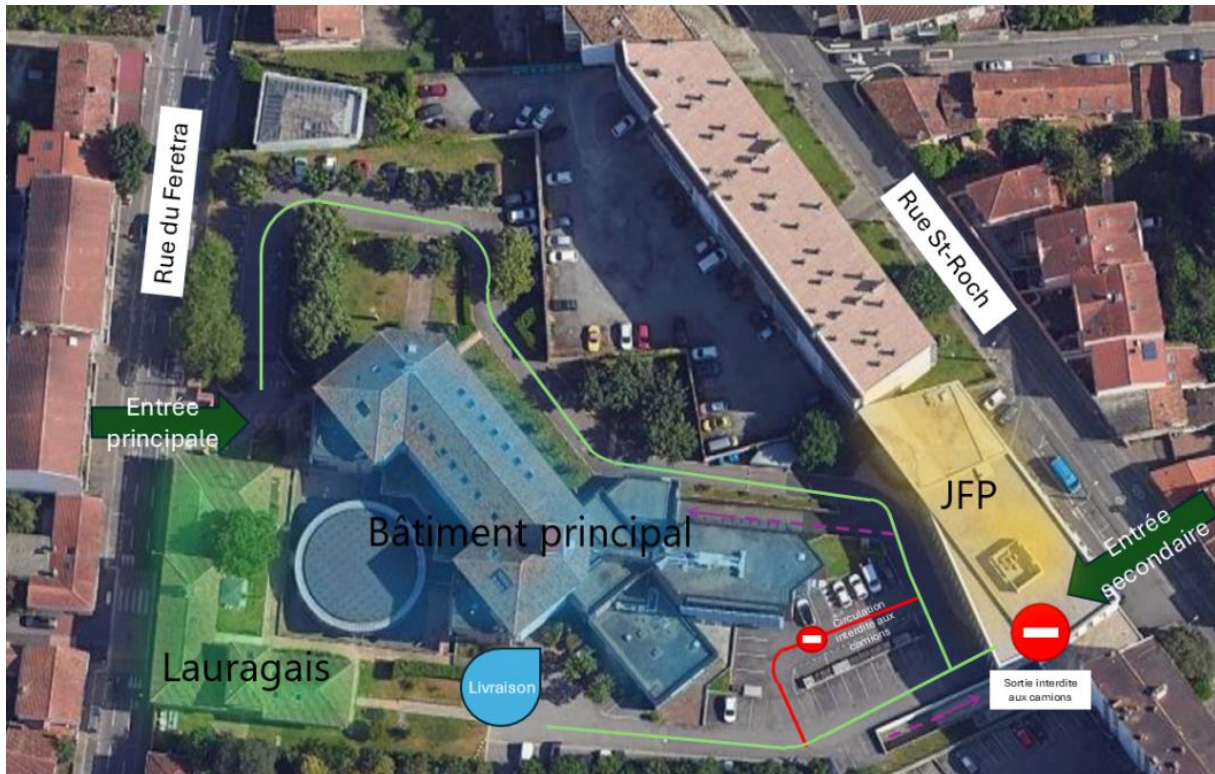 Rue du Feretra
Rue St-Roch
Entrée
principale
JFP
Bâtiment principal
Entrée
secondaire
Circulation
interdite aux
camions
Lauragais
Livraison
Sortie interdite
aux camions